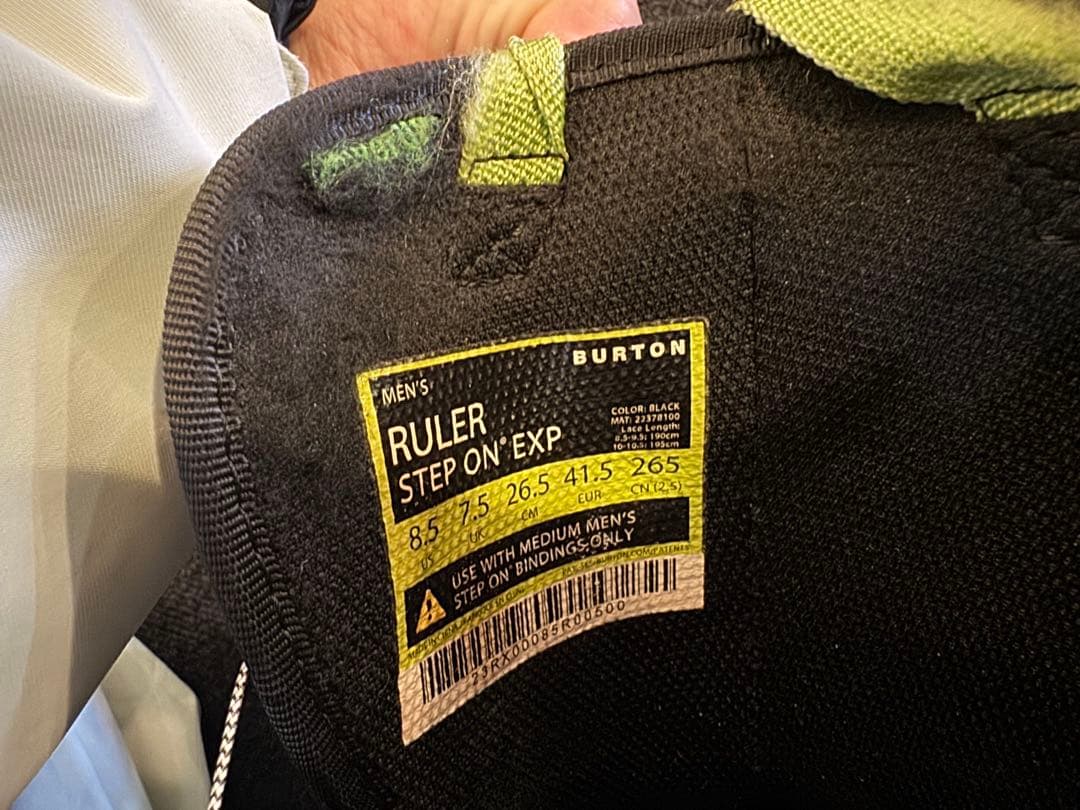 BURTON
MEN'S
RULER
STEP ON® EXP
COLOR: BLACK
MAT: 22378100
Lace Length:
8.5-9.5: 190cm
10-10.5: 195cm
8.5 7.5 26.5 41.5 265
US UK CM EUR CN (2.5)
USE WITH MEDIUM MEN'S
STEP ON® BINDINGS ONLY
23RX00085R00500